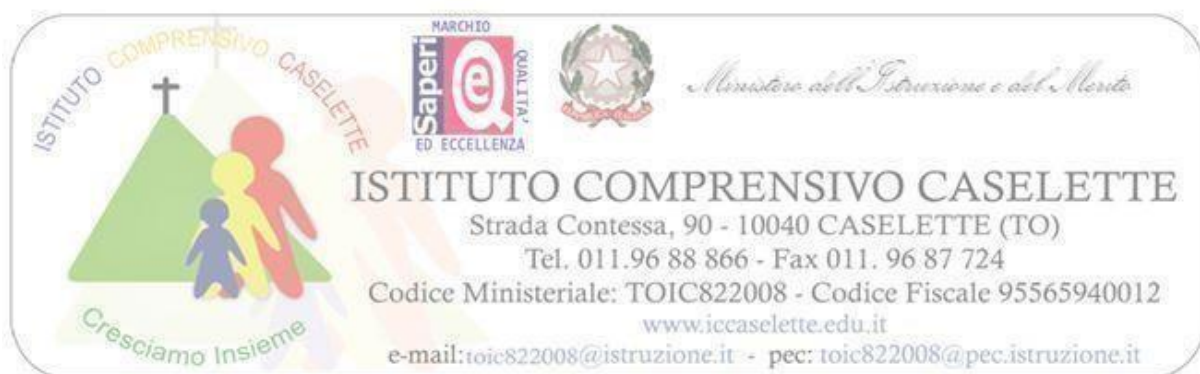 ISTITUTO COMPRENSIVO CASELETTE
Cresciamo Insieme
MARCHIO
Saperi
QUALITA'
ED ECCELLENZA
Ministero dell'Istruzione e del Merito
ISTITUTO COMPRENSIVO CASELETTE
Strada Contessa, 90 - 10040 CASELETTE (TO)
Tel. 011.96 88 866 - Fax 011. 96 87 724
Codice Ministeriale: TOIC822008 - Codice Fiscale 95565940012
www.iccaselette.edu.it
e-mail:toic822008@istruzione.it - pec: toic822008@pec.istruzione.it